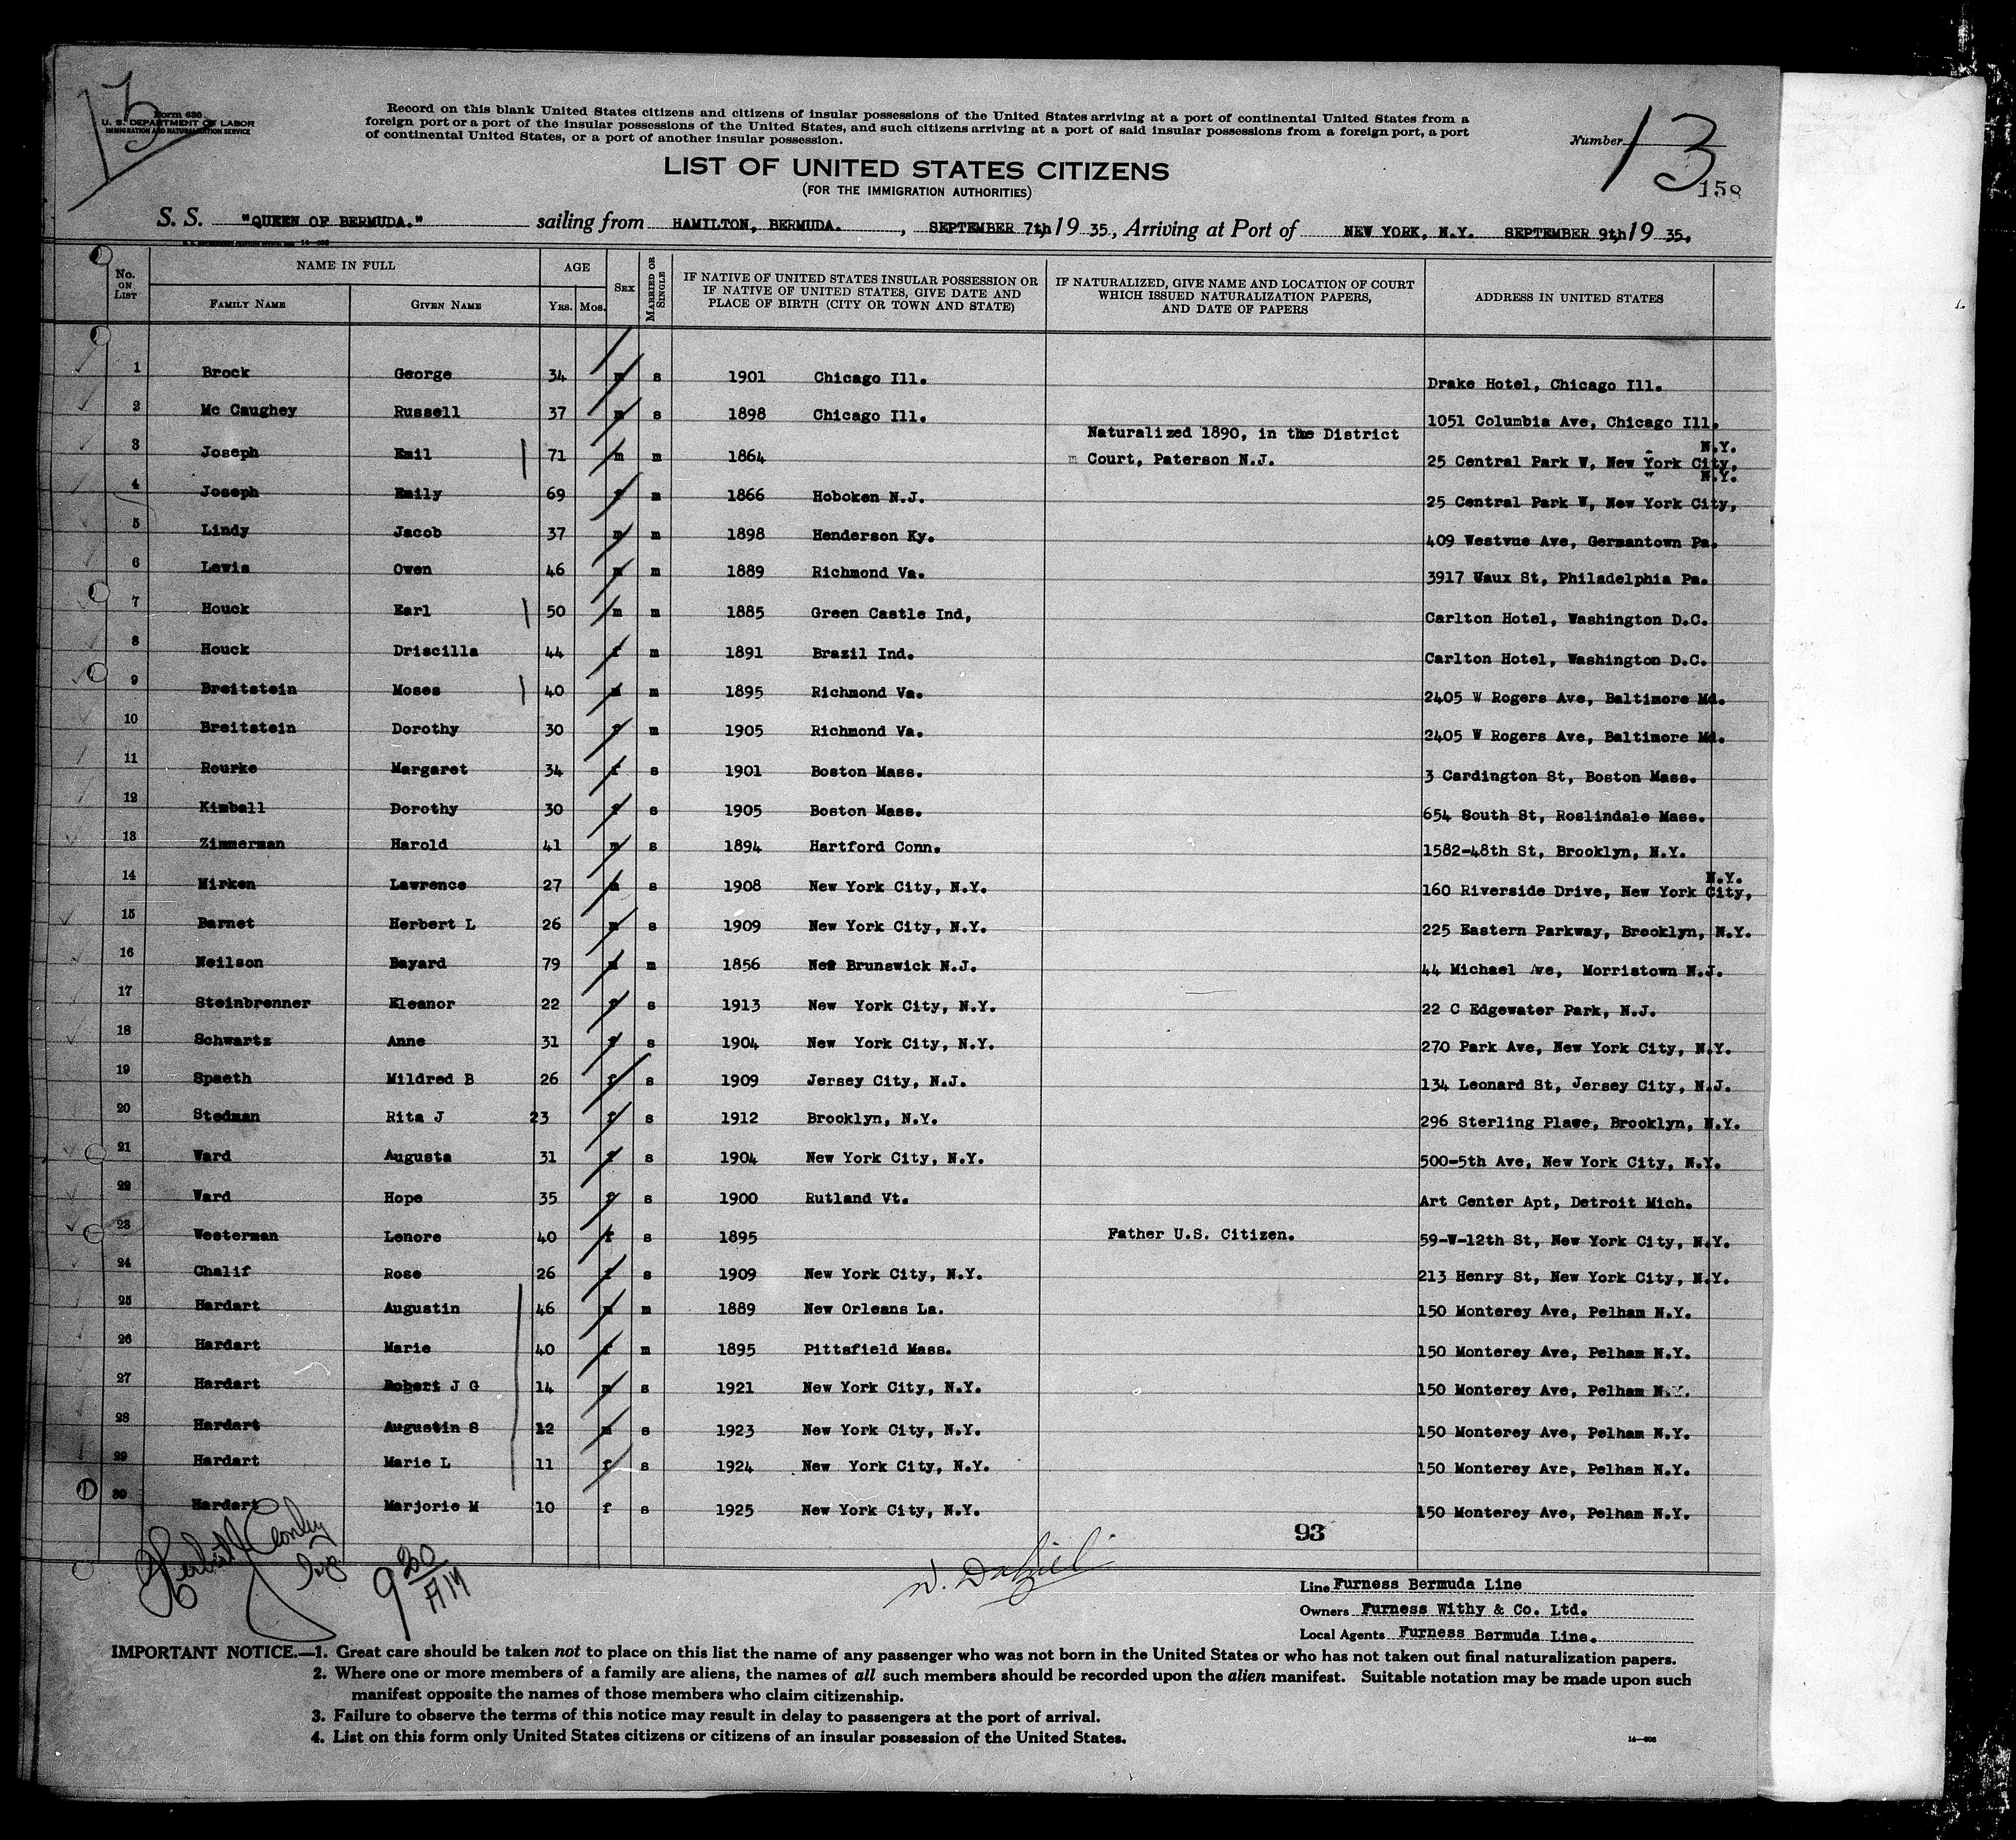 13
Form 630
U. S. DEPARTMENT OF LABOR
IMMIGRATION AND NATURALIZATION SERVICE
Record on this blank United States citizens and citizens of insular possessions of the United States arriving at a port of continental United States from a
foreign port or a port of the insular possessions of the United States, and such citizens arriving at a port of said insular possessions from a foreign port, a port
of continental United States, or a port of another insular possession.
Number 13
158
LIST OF UNITED STATES CITIZENS
(FOR THE IMMIGRATION AUTHORITIES)
S. S. "QUEEN OF BERMUDA." sailing from HAMILTON, BERMUDA. , SEPTEMBER 7th, 19 35, Arriving at Port of NEW YORK, N.Y. SEPTEMBER 9th, 19 35,
No. ON LIST NAME IN FULL FAMILY NAME GIVEN NAME AGE YRS. MOS. SEX MARRIED OR SINGLE IF NATIVE OF UNITED STATES INSULAR POSSESSION OR IF NATIVE OF UNITED STATES, GIVE DATE AND PLACE OF BIRTH (CITY OR TOWN AND STATE) IF NATURALIZED, GIVE NAME AND LOCATION OF COURT WHICH ISSUED NATURALIZATION PAPERS, AND DATE OF PAPERS ADDRESS IN UNITED STATES
1 Brock George 34 m s 1901 Chicago Ill. Drake Hotel, Chicago Ill.
2 Mc Caughey Russell 37 m s 1898 Chicago Ill. 1051 Columbia Ave, Chicago Ill.
3 Joseph Emil 71 m m 1864 Naturalized 1890, in the District Court, Paterson N.J. 25 Central Park W, New York City, N.Y.
4 Joseph Emily 69 f m 1866 Hoboken N.J. 25 Central Park W, New York City, N.Y.
5 Lindy Jacob 37 m m 1898 Henderson Ky. 409 Westvue Ave, Germantown Pa.
6 Lewis Owen 46 m m 1889 Richmond Va. 3917 Vaux St, Philadelphia Pa.
7 Houck Earl 50 m m 1885 Green Castle Ind, Carlton Hotel, Washington D.C.
8 Houck Driscilla 44 f m 1891 Brazil Ind. Carlton Hotel, Washington D.C.
9 Breitstein Moses 40 m m 1895 Richmond Va. 2405 W Rogers Ave, Baltimore Md.
10 Breitstein Dorothy 30 f m 1905 Richmond Va. 2405 W Rogers Ave, Baltimore Md.
11 Rourke Margaret 34 f s 1901 Boston Mass. 3 Cardington St, Boston Mass.
12 Kimball Dorothy 30 f s 1905 Boston Mass. 654 South St, Roslindale Mass.
13 Zimmerman Harold 41 m s 1894 Hartford Conn. 1582-48th St, Brooklyn, N.Y.
14 Mirken Lawrence 27 m s 1908 New York City, N.Y. 160 Riverside Drive, New York City, N.Y.
15 Barnet Herbert L 26 m s 1909 New York City, N.Y. 225 Eastern Parkway, Brooklyn, N.Y.
16 Neilson Bayard 79 m m 1856 New Brunswick N.J. 44 Michael Ave, Morristown N.J.
17 Steinbrenner Eleanor 22 f s 1913 New York City, N.Y. 22 C Edgewater Park, N.J.
18 Schwartz Anne 31 f s 1904 New York City, N.Y. 270 Park Ave, New York City, N.Y.
19 Spaeth Mildred B 26 f s 1909 Jersey City, N.J. 134 Leonard St, Jersey City, N.J.
20 Stedman Rita J 23 f s 1912 Brooklyn, N.Y. 296 Sterling Plawe, Brooklyn, N.Y.
21 Ward Augusta 31 f s 1904 New York City, N.Y. 500-5th Ave, New York City, N.Y.
22 Ward Hope 35 f s 1900 Rutland Vt. Art Center Apt, Detroit Mich.
23 Westerman Lenore 40 f s 1895 Father U.S. Citizen. 59-W-12th St, New York City, N.Y.
24 Chalif Rose 26 f s 1909 New York City, N.Y. 213 Henry St, New York City, N.Y.
25 Hardart Augustin 46 m m 1889 New Orleans La. 150 Monterey Ave, Pelham N.Y.
26 Hardart Marie 40 f m 1895 Pittsfield Mass. 150 Monterey Ave, Pelham N.Y.
27 Hardart Robert J G 14 m s 1921 New York City, N.Y. 150 Monterey Ave, Pelham N.Y.
28 Hardart Augustin S 12 m s 1923 New York City, N.Y. 150 Monterey Ave, Pelham N.Y.
29 Hardart Marie L 11 f s 1924 New York City, N.Y. 150 Monterey Ave, Pelham N.Y.
30 Hardart Marjorie M 10 f s 1925 New York City, N.Y. 150 Monterey Ave, Pelham N.Y.
93
9 20 AM
Line Furness Bermuda Line
Owners Furness Withy & Co. Ltd.
Local Agents Furness Bermuda Line.
IMPORTANT NOTICE.—1. Great care should be taken not to place on this list the name of any passenger who was not born in the United States or who has not taken out final naturalization papers.
2. Where one or more members of a family are aliens, the names of all such members should be recorded upon the alien manifest. Suitable notation may be made upon such
manifest opposite the names of those members who claim citizenship.
3. Failure to observe the terms of this notice may result in delay to passengers at the port of arrival.
4. List on this form only United States citizens or citizens of an insular possession of the United States.